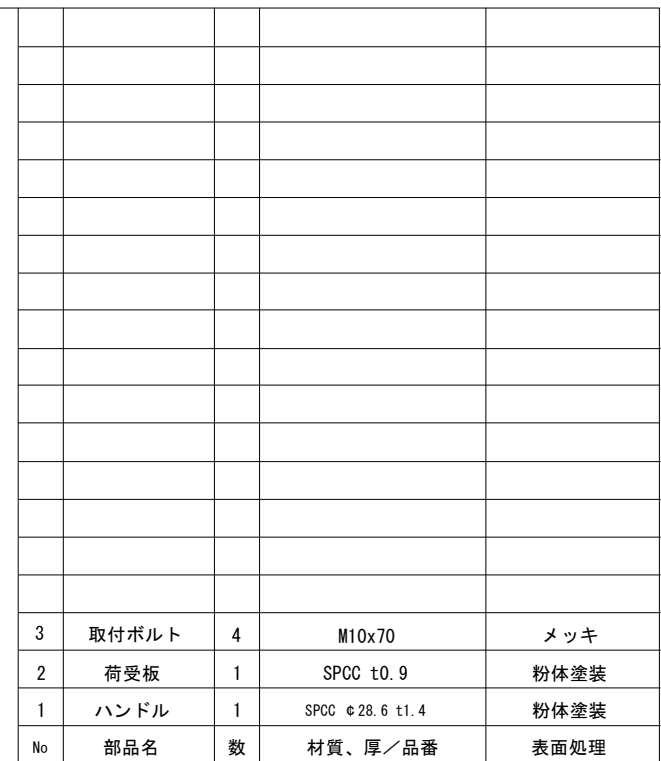 3 取付ボルト 4 M10x70 メッキ
2 荷受板 1 SPCC t0.9 粉体塗装
1 ハンドル 1 SPCC ¢28.6 t1.4 粉体塗装
No 部品名 数 材質、厚／品番 表面処理